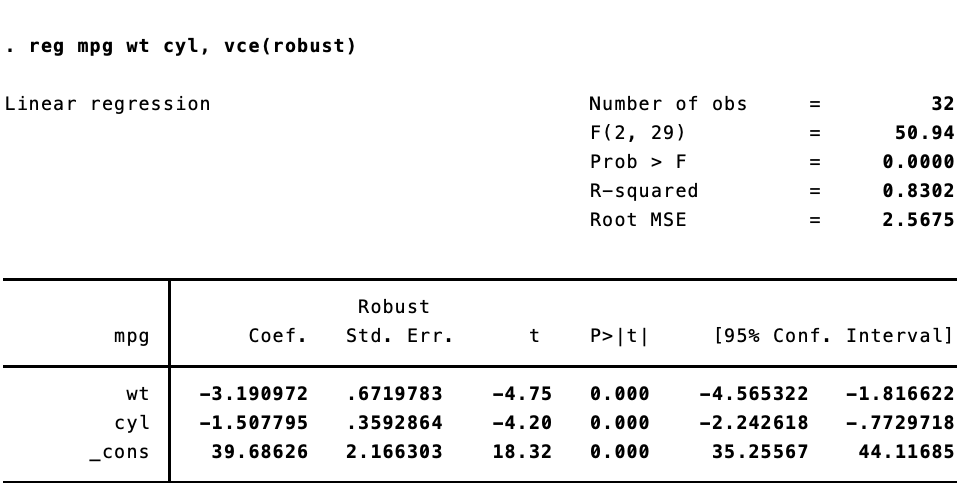 . reg mpg wt cyl, vce(robust)
Linear regression Number of obs = 32
F(2, 29) = 50.94
Prob > F = 0.0000
R-squared = 0.8302
Root MSE = 2.5675
Robust
mpg Coef. Std. Err. t P>|t| [95% Conf. Interval]
wt -3.190972 .6719783 -4.75 0.000 -4.565322 -1.816622
cyl -1.507795 .3592864 -4.20 0.000 -2.242618 -.7729718
_cons 39.68626 2.166303 18.32 0.000 35.25567 44.11685